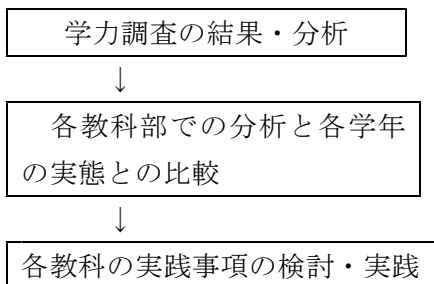 学力調査の結果・分析
↓
各教科部での分析と各学年
の実態との比較
↓
各教科の実践事項の検討・実践